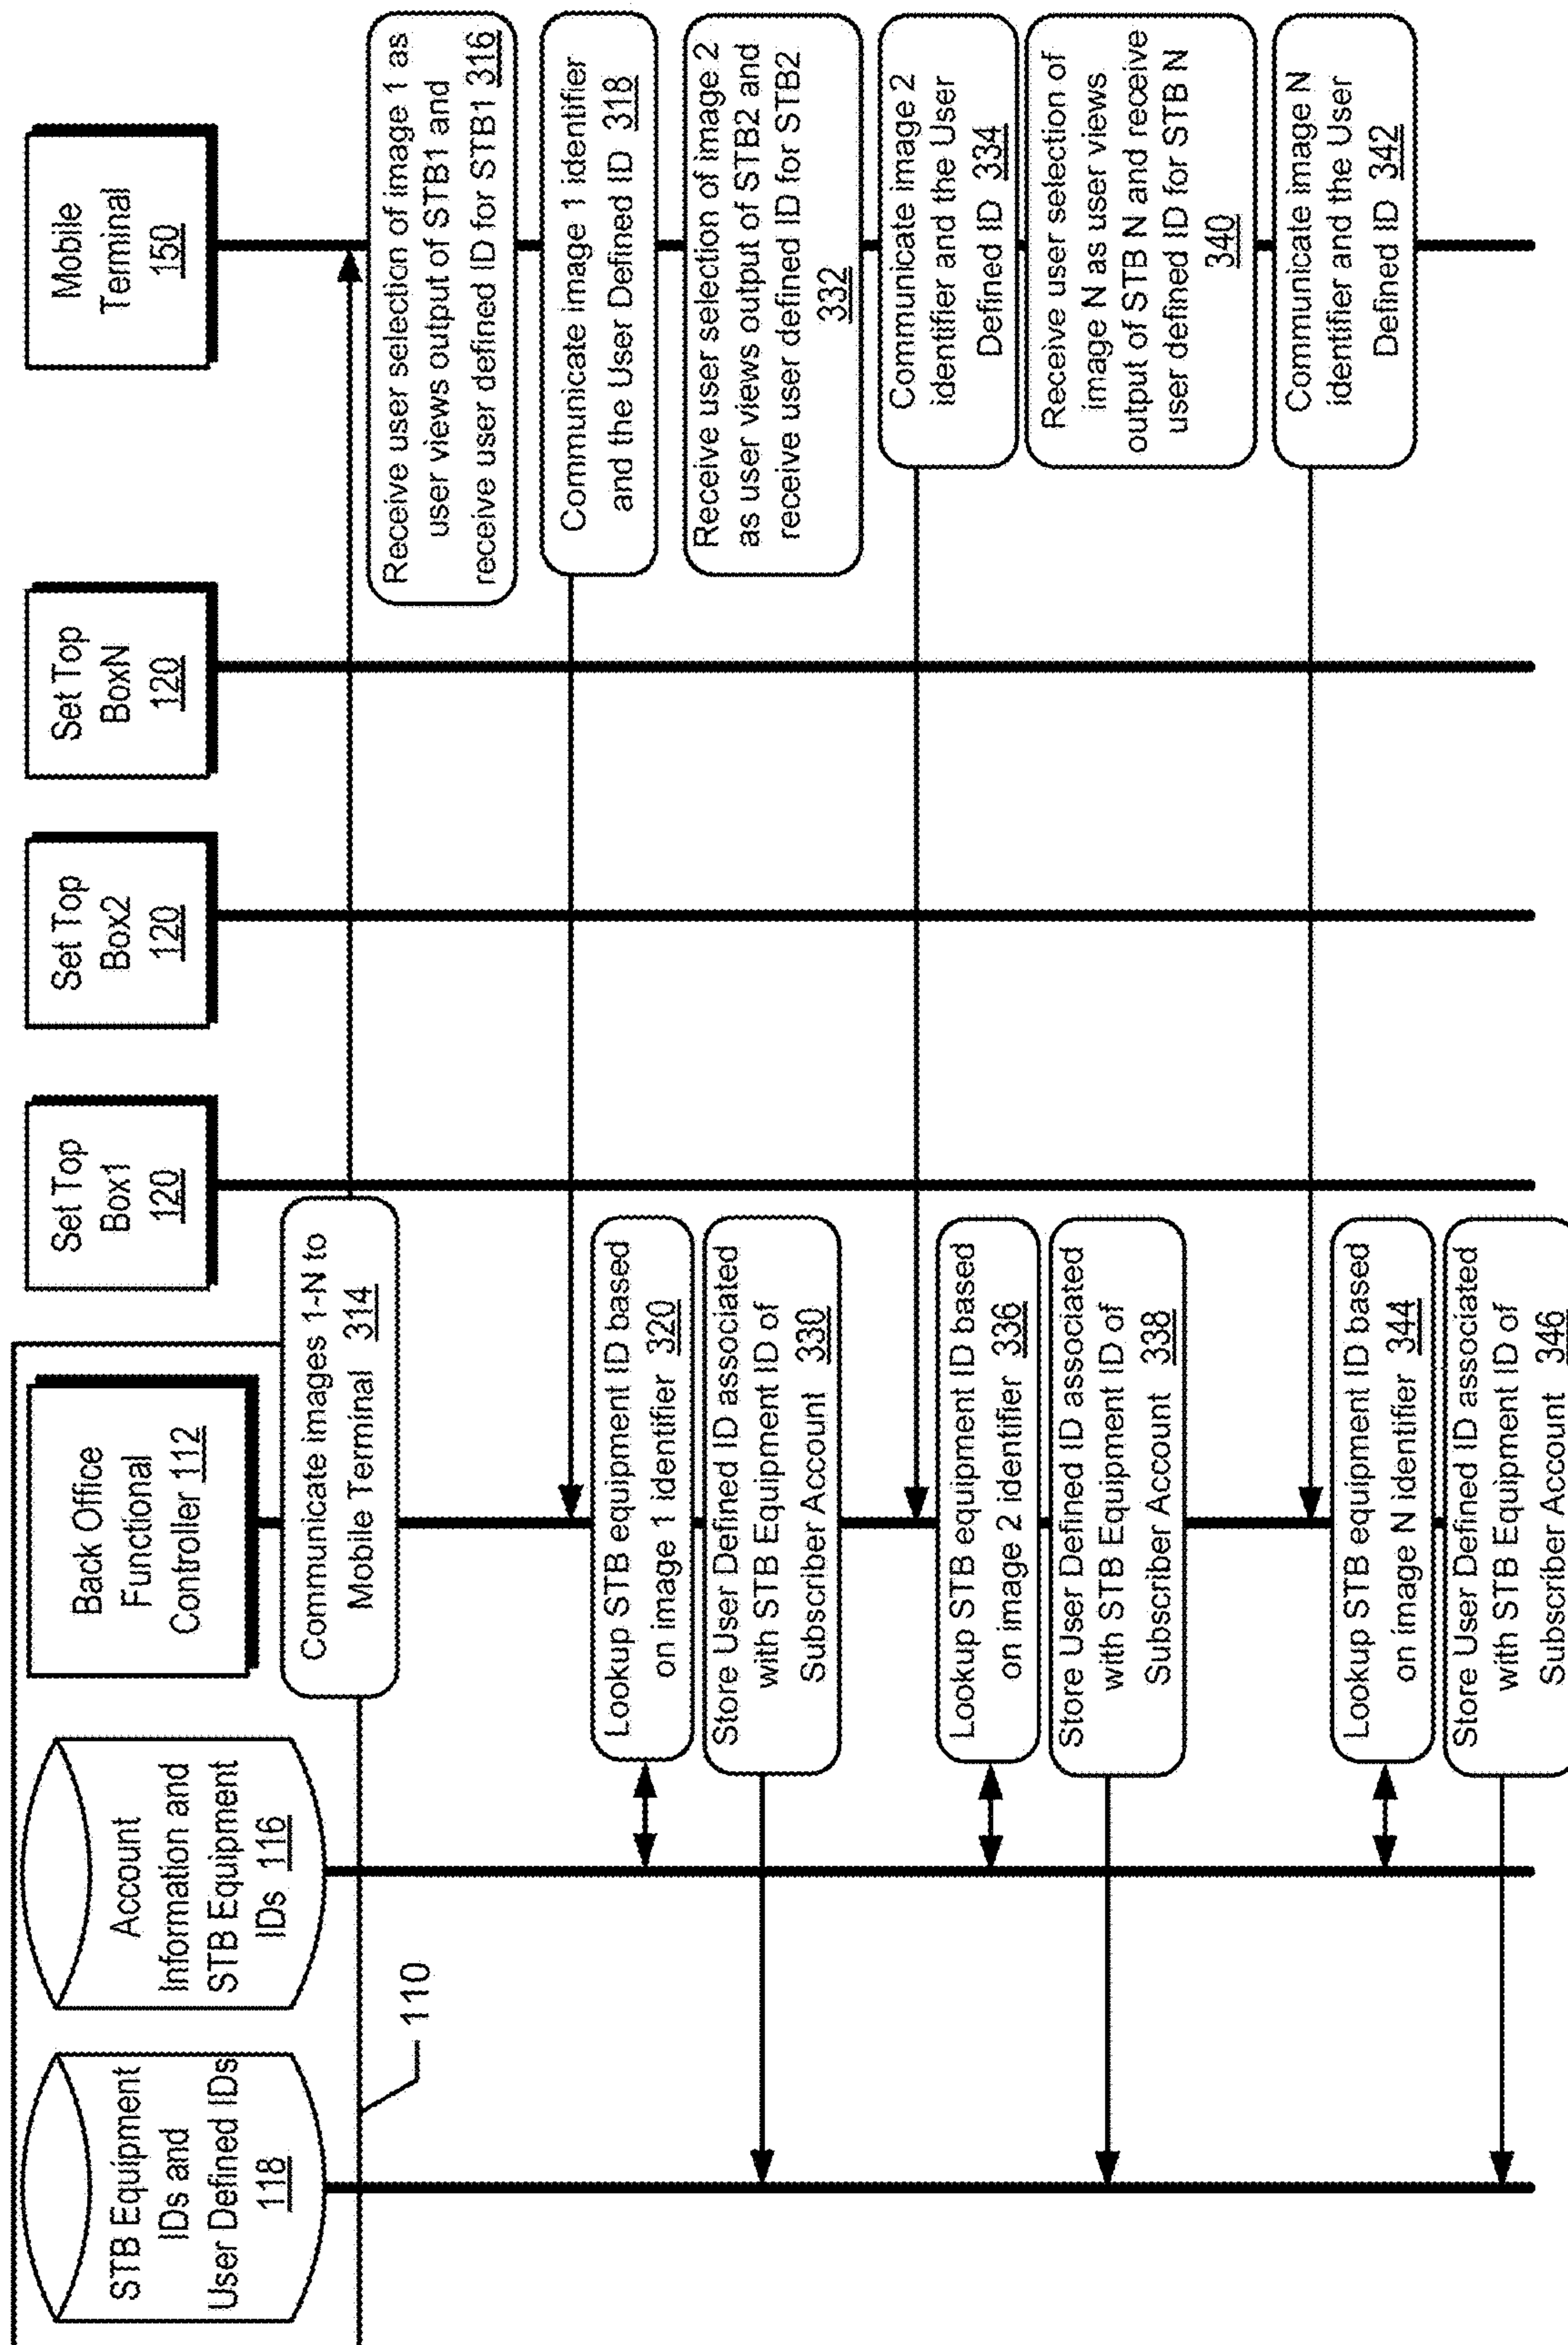 STB Equipment
IDs and
User Defined IDs
118
Account
Information and
STB Equipment
IDs 116
Back Office
Functional
Controller 112
Set Top
Box1
120
Set Top
Box2
120
Set Top
BoxN
120
Mobile
Terminal
150
110
Communicate images 1-N to
Mobile Terminal 314
Receive user selection of image 1 as
user views output of STB1 and
receive user defined ID for STB1 316
Communicate image 1 identifier
and the User Defined ID 318
Lookup STB equipment ID based
on image 1 identifier 320
Store User Defined ID associated
with STB Equipment ID of
Subscriber Account 330
Receive user selection of image 2
as user views output of STB2 and
receive user defined ID for STB2
332
Communicate image 2
identifier and the User
Defined ID 334
Lookup STB equipment ID based
on image 2 identifier 336
Store User Defined ID associated
with STB Equipment ID of
Subscriber Account 338
Receive user selection of
image N as user views
output of STB N and receive
user defined ID for STB N
340
Communicate image N
identifier and the User
Defined ID 342
Lookup STB equipment ID based
on image N identifier 344
Store User Defined ID associated
with STB Equipment ID of
Subscriber Account 346